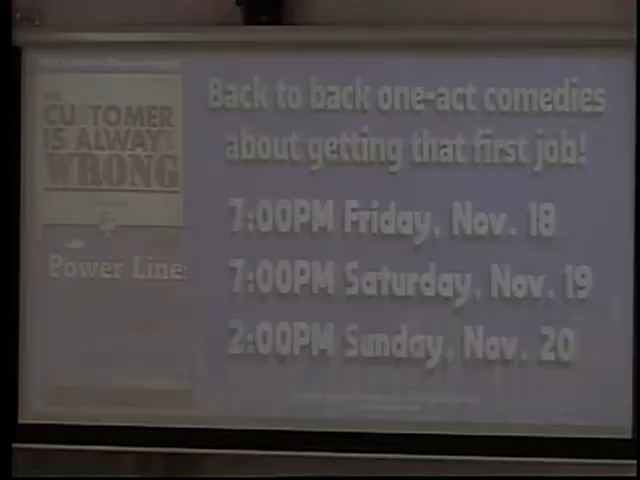 CU TOMER
IS ALWAY
WRONG
Power Line
Back to back one-act comedies
about getting that first job!
7:00PM Friday, Nov. 18
7:00PM Saturday, Nov. 19
2:00PM Sunday, Nov. 20